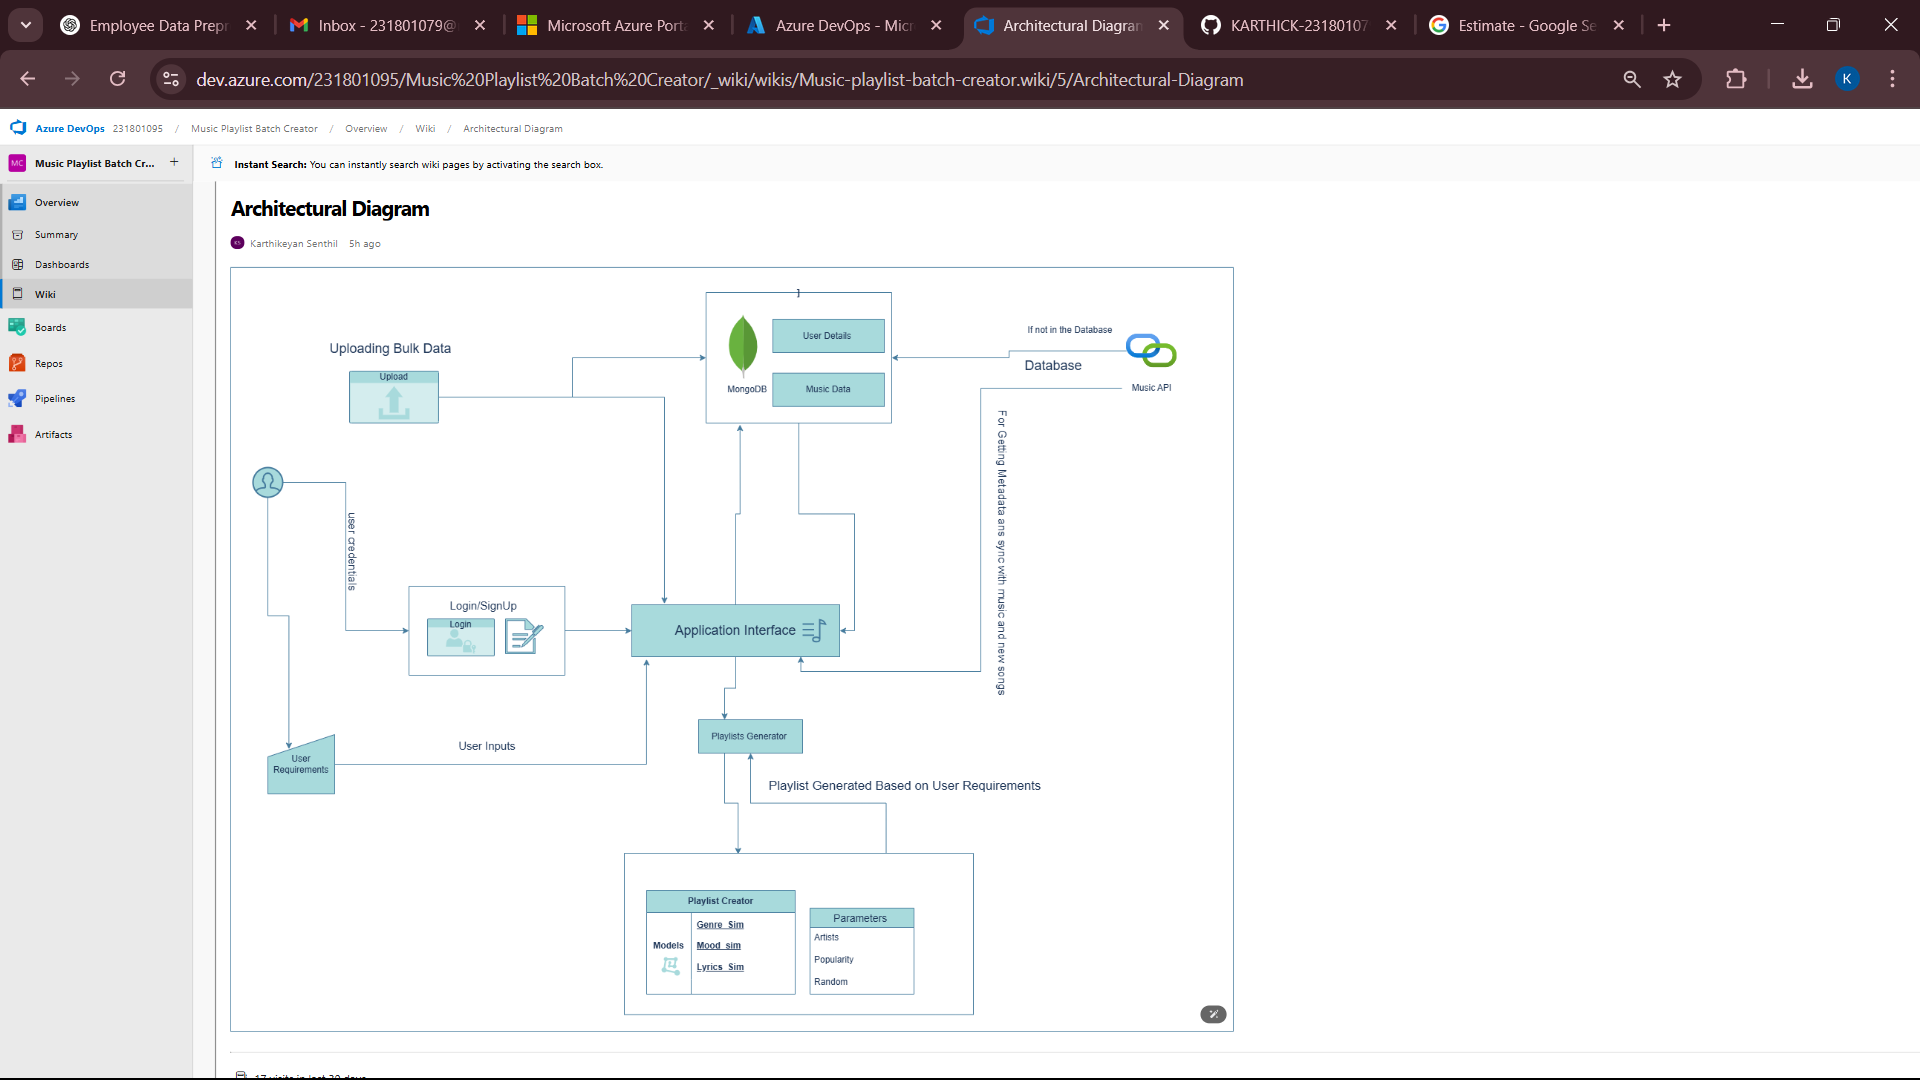 Employee Data Prepr
Inbox - 231801079@
Microsoft Azure Porta
Azure DevOps - Micr
Architectural Diagram
KARTHICK-23180107
Estimate - Google Se
dev.azure.com/231801095/Music%20Playlist%20Batch%20Creator/_wiki/wikis/Music-playlist-batch-creator.wiki/5/Architectural-Diagram
K
Azure DevOps 231801095 / Music Playlist Batch Creator / Overview / Wiki / Architectural Diagram
MC Music Playlist Batch Cr... +
Instant Search: You can instantly search wiki pages by activating the search box.
Overview
Summary
Dashboards
Wiki
Boards
Repos
Pipelines
Artifacts
Architectural Diagram
KS Karthikeyan Senthil 5h ago
]
Uploading Bulk Data
Upload
MongoDB
User Details
Music Data
If not in the Database
Database
Music API
For Getting Metadata ans sync with music and new songs
user credentials
Login/SignUp
Login
Application Interface
User Inputs
User
Requirements
Playlists Generator
Playlist Generated Based on User Requirements
Playlist Creator
Models
Genre_Sim
Mood_sim
Lyrics_Sim
Parameters
Artists
Popularity
Random
17 visits in last 30 days